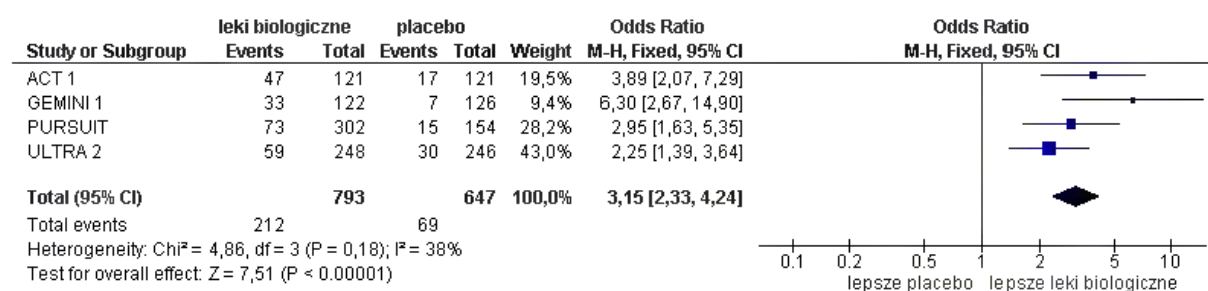 leki biologiczne placebo Odds Ratio Odds Ratio
Study or Subgroup Events Total Events Total Weight M-H, Fixed, 95% CI M-H, Fixed, 95% CI
ACT 1 47 121 17 121 19,5% 3,89 [2,07, 7,29]
GEMINI 1 33 122 7 126 9,4% 6,30 [2,67, 14,90]
PURSUIT 73 302 15 154 28,2% 2,95 [1,63, 5,35]
ULTRA 2 59 248 30 246 43,0% 2,25 [1,39, 3,64]
Total (95% CI) 793 647 100,0% 3,15 [2,33, 4,24]
Total events 212 69
Heterogeneity: Chi² = 4,86, df = 3 (P = 0,18); I² = 38%
Test for overall effect: Z = 7,51 (P < 0.00001)
0.1 0.2 0.5 1 2 5 10
lepsze placebo lepsze leki biologiczne